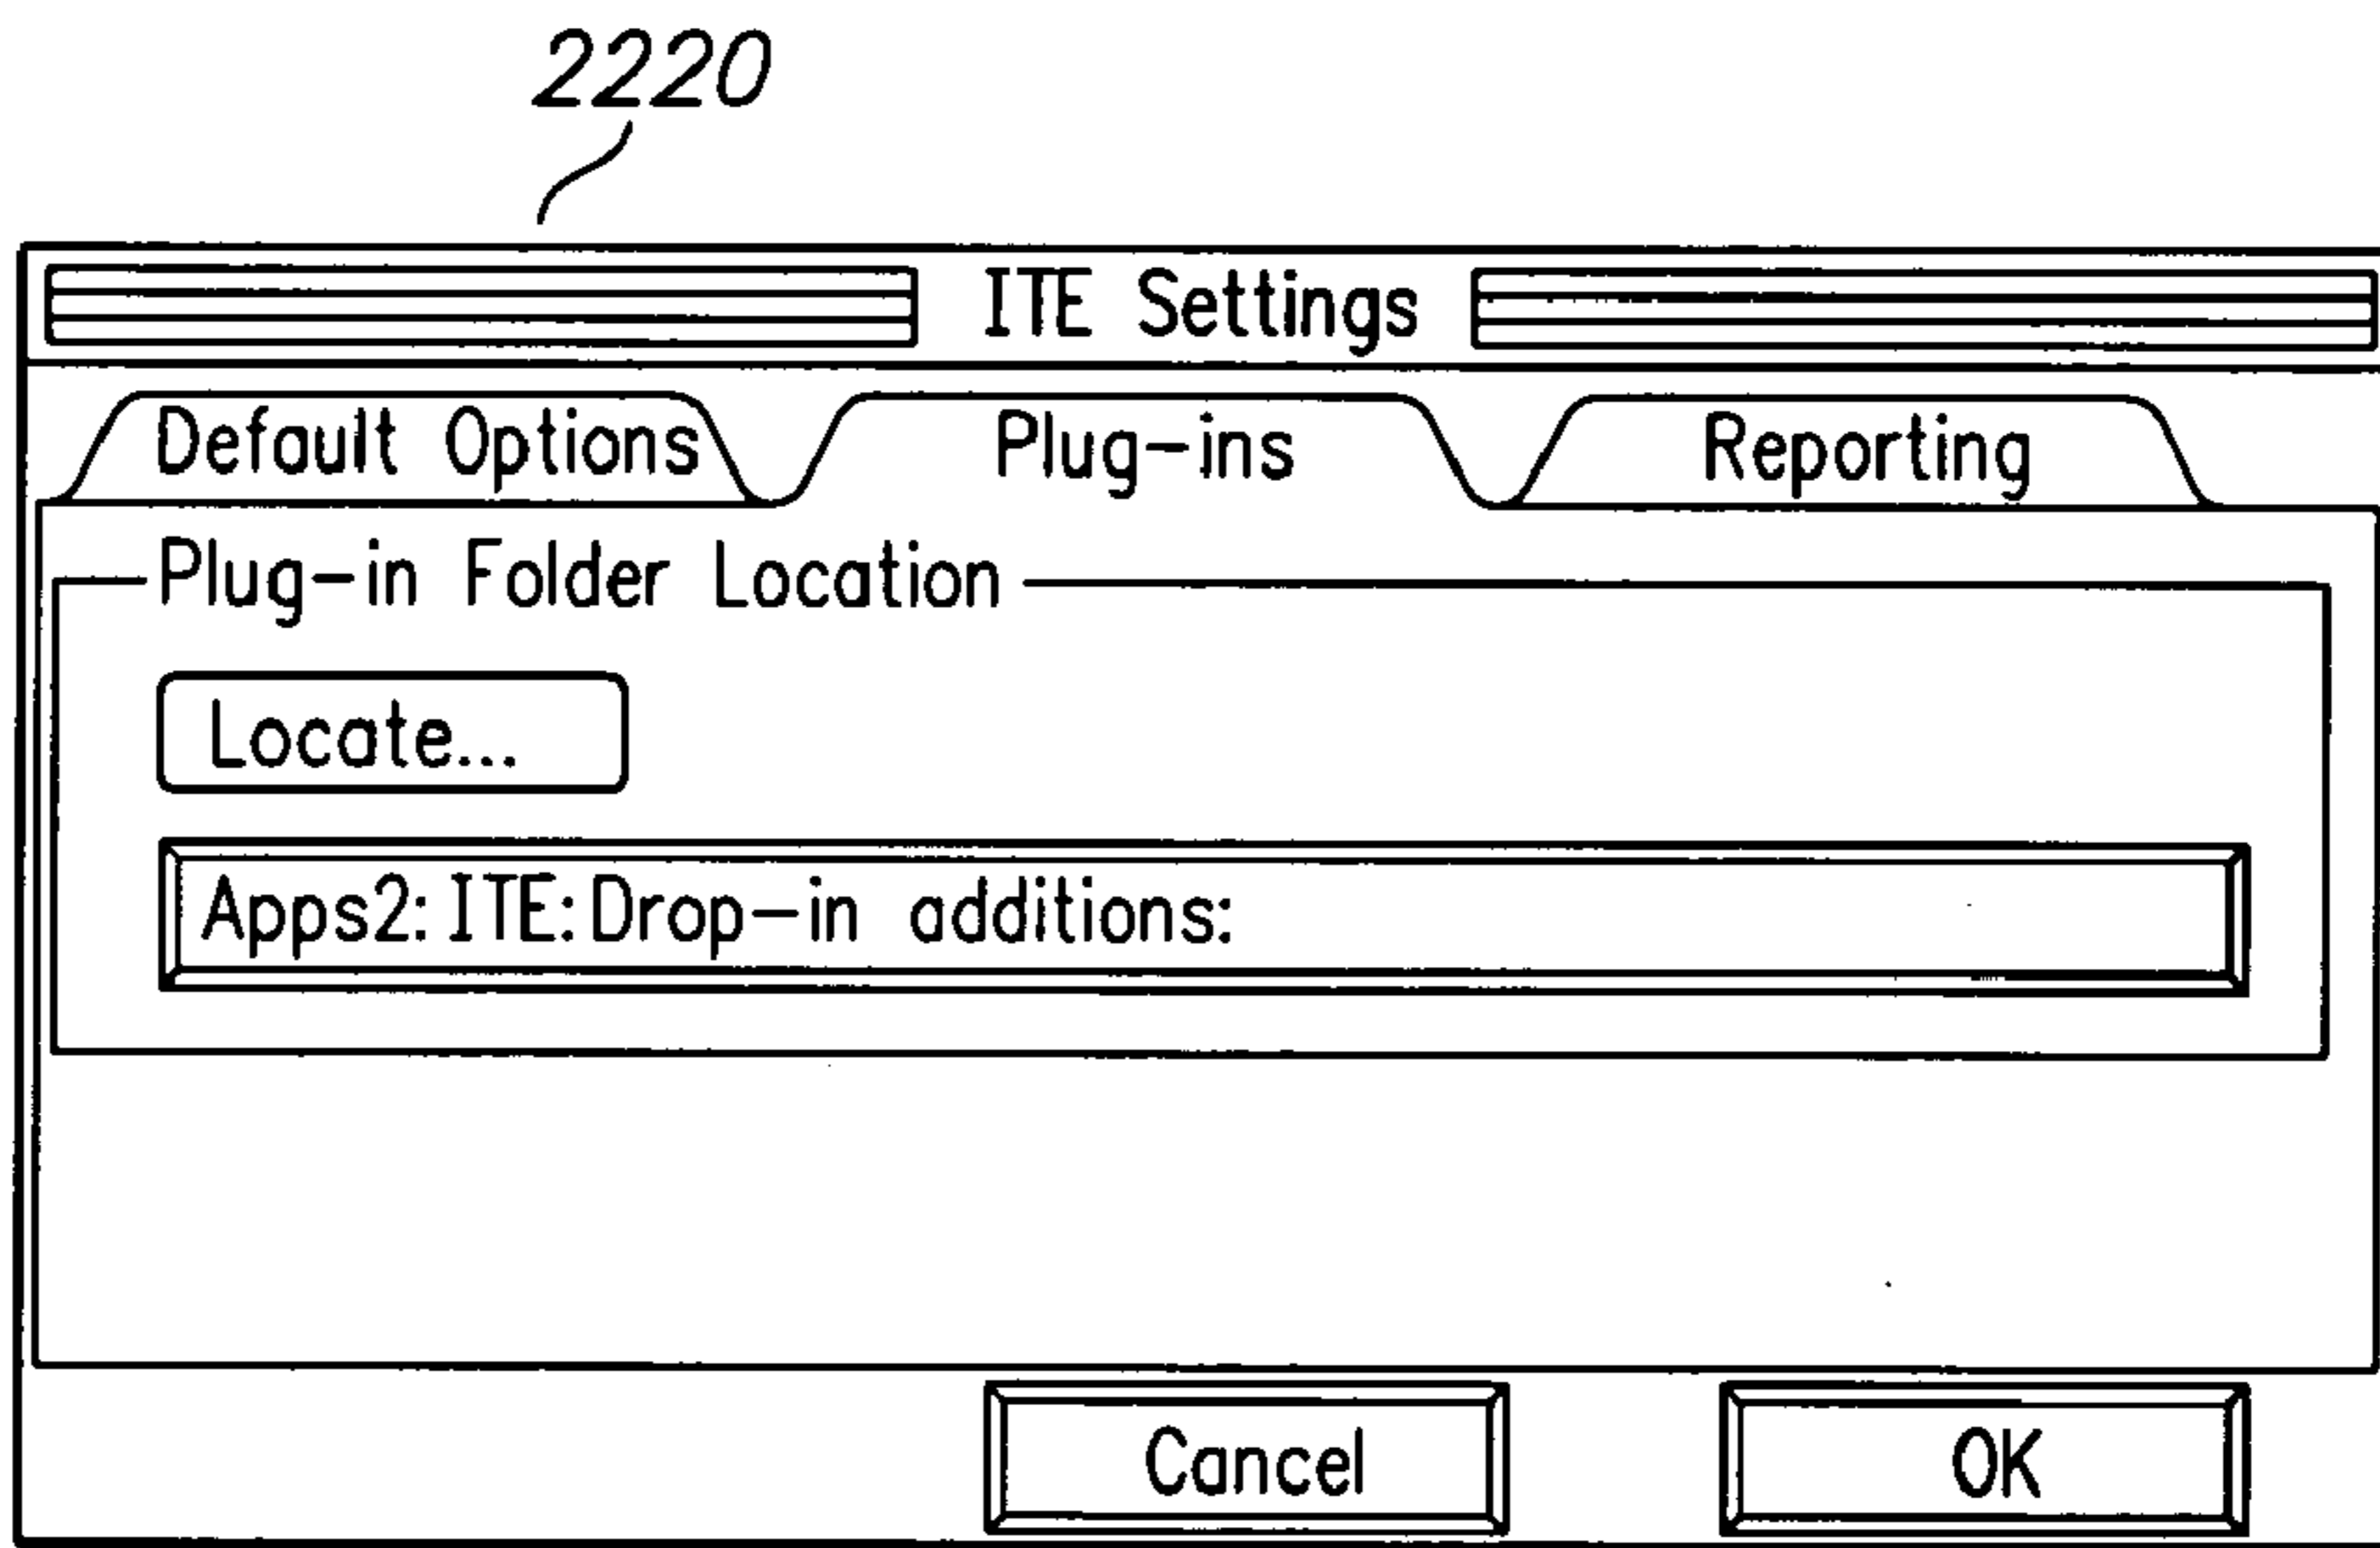 2220
ITE Settings
Default Options Plug-ins Reporting
Plug-in Folder Location
Locate...
Apps2:ITE:Drop-in additions:
Cancel OK